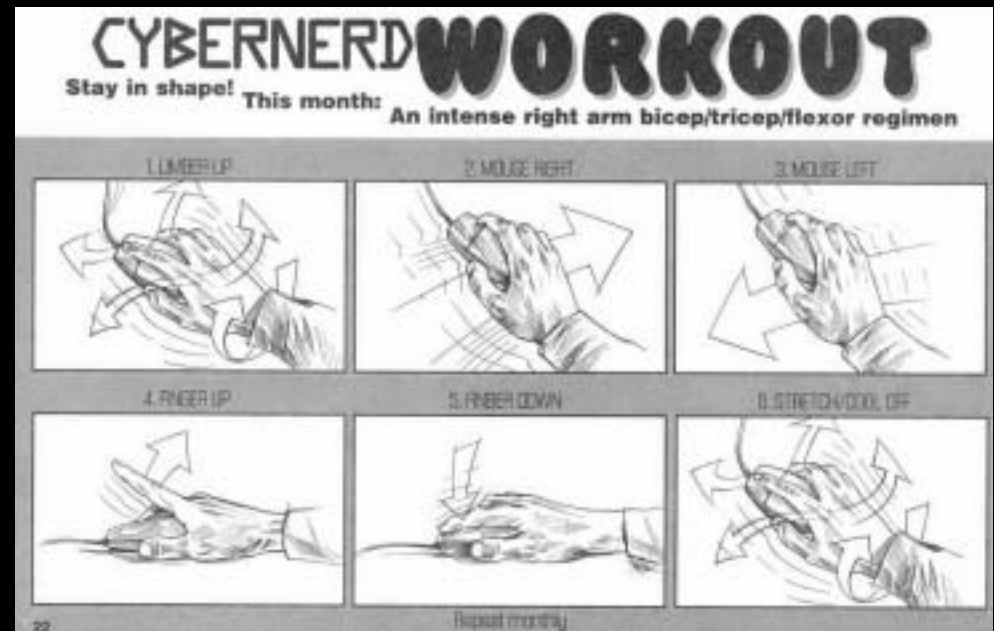 CYBERNERD WORKOUT
Stay in shape! This month: An intense right arm bicep/tricep/flexor regimen
1. LIMBER UP
2. MOUSE RIGHT
3. MOUSE LEFT
4. FINGER UP
5. FINGER DOWN
6. STRETCH/COOL OFF
Repeat monthly
22